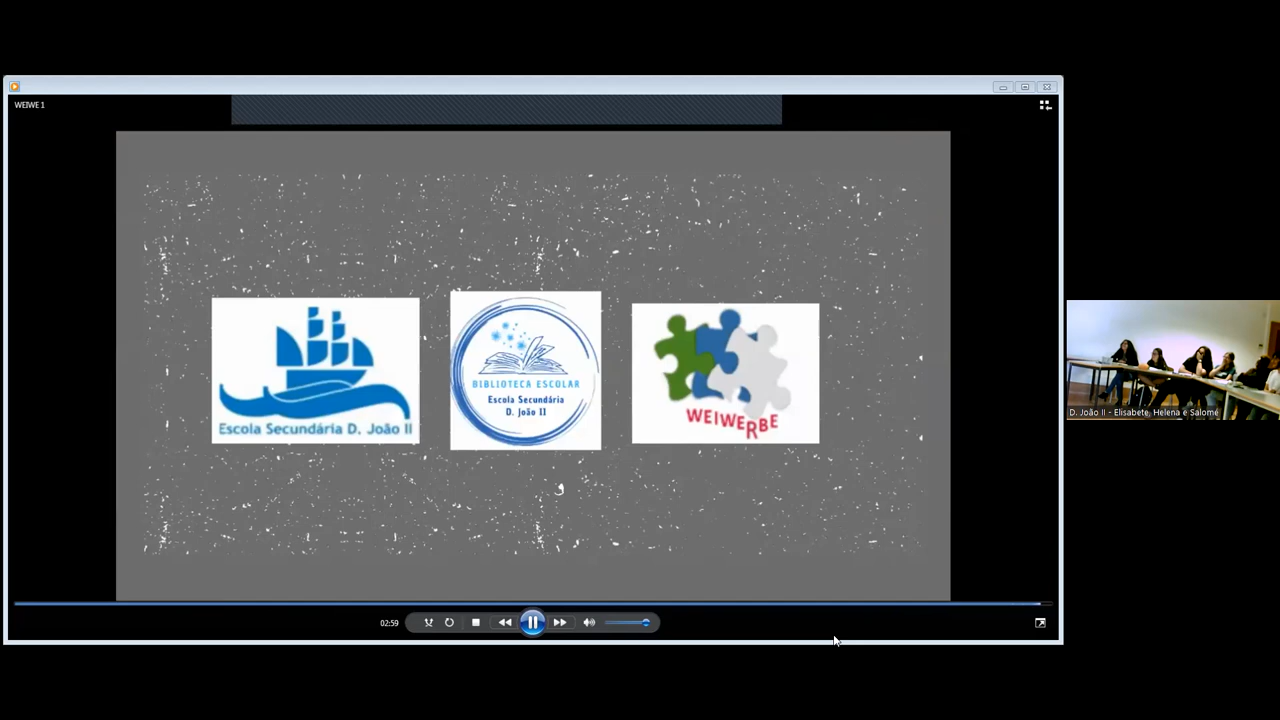 WEIWE 1
Escola Secundária D. João II
BIBLIOTECA ESCOLAR
Escola Secundária
D. João II
WEIWERBE
02:59
D. João II - Elisabete, Helena e Salomé